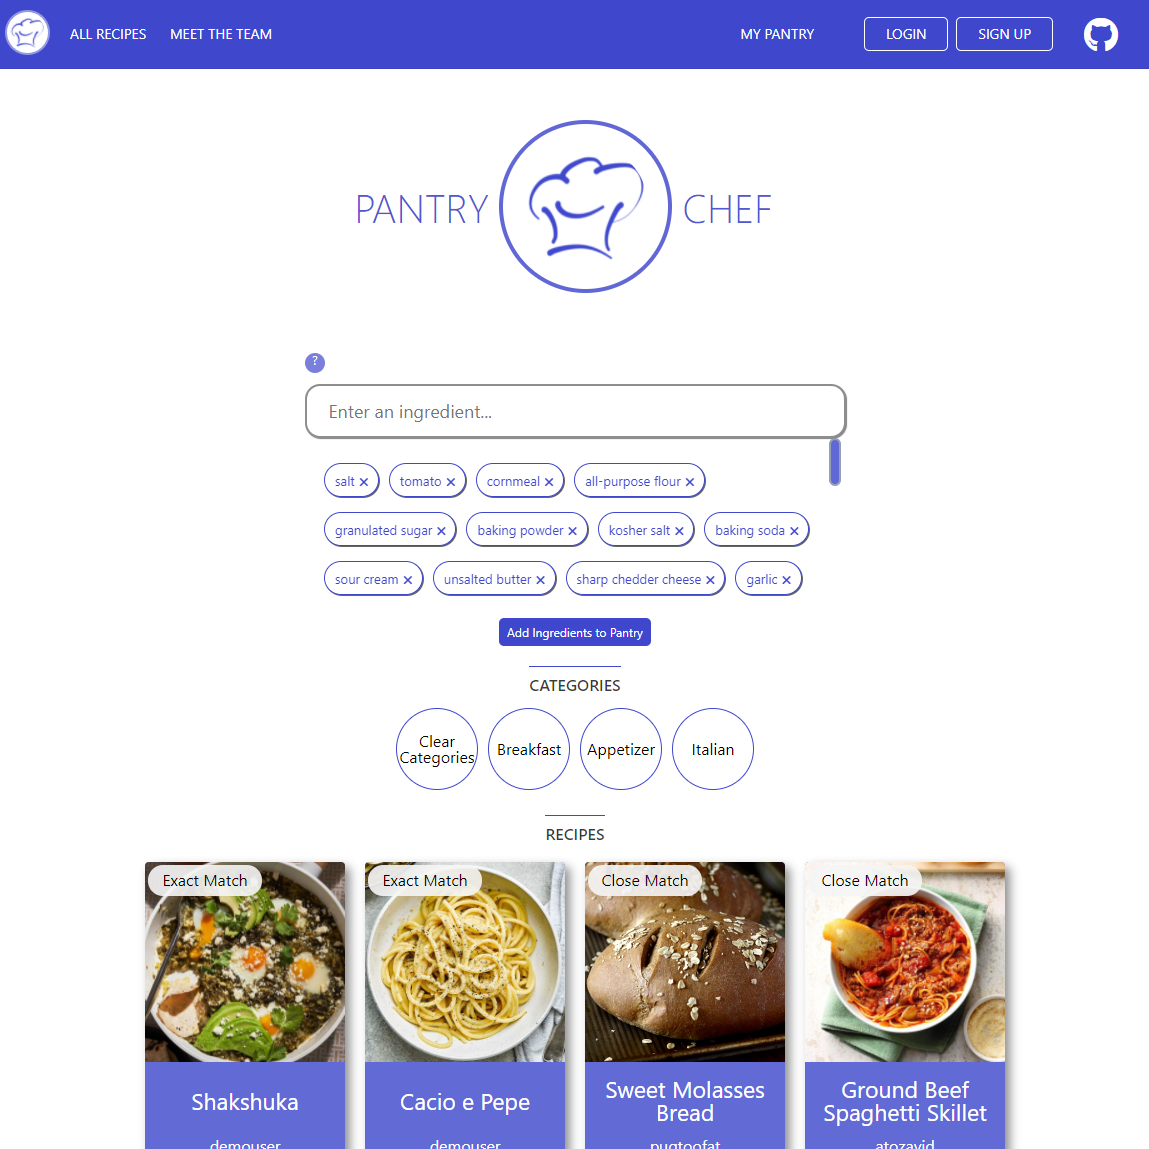 ALL RECIPES MEET THE TEAM MY PANTRY LOGIN SIGN UP
PANTRY CHEF
?
Enter an ingredient...
salt × tomato × cornmeal × all-purpose flour ×
granulated sugar × baking powder × kosher salt × baking soda ×
sour cream × unsalted butter × sharp chedder cheese × garlic ×
Add Ingredients to Pantry
CATEGORIES
Clear
Categories
Breakfast
Appetizer
Italian
RECIPES
Exact Match
Shakshuka
demouser
Exact Match
Cacio e Pepe
demouser
Close Match
Sweet Molasses
Bread
pugtoofat
Close Match
Ground Beef
Spaghetti Skillet
atozavid